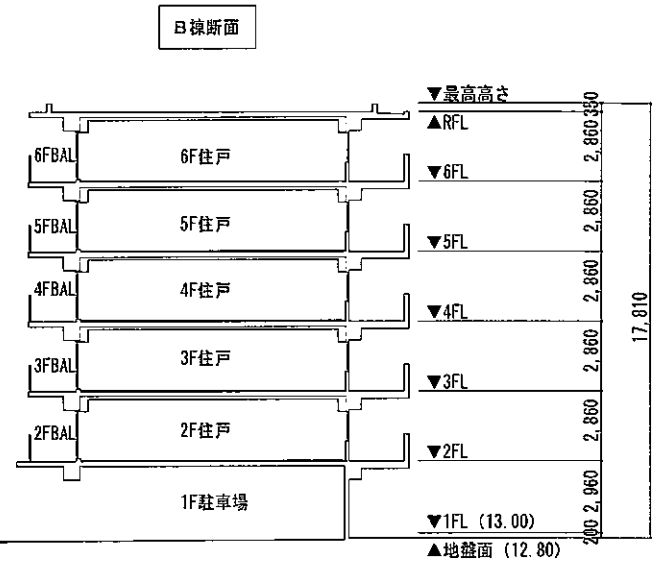 B棟断面
▼最高高さ
350
▲RFL
2,860
6FBAL
6F住戸
▼6FL
2,860
5FBAL
5F住戸
▼5FL
2,860
4FBAL
4F住戸
▼4FL
17,810
2,860
3FBAL
3F住戸
▼3FL
2,860
2FBAL
2F住戸
▼2FL
2,960
1F駐車場
▼1FL (13.00)
200
▲地盤面 (12.80)